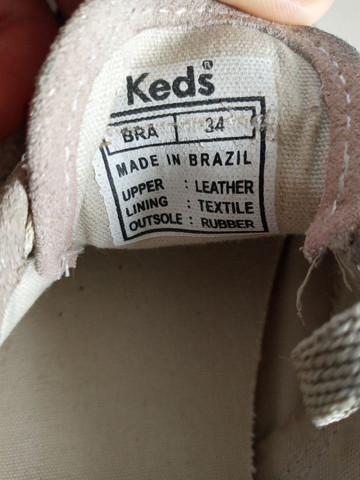 Keds®
BRA 34
MADE IN BRAZIL
UPPER : LEATHER
LINING : TEXTILE
OUTSOLE : RUBBER